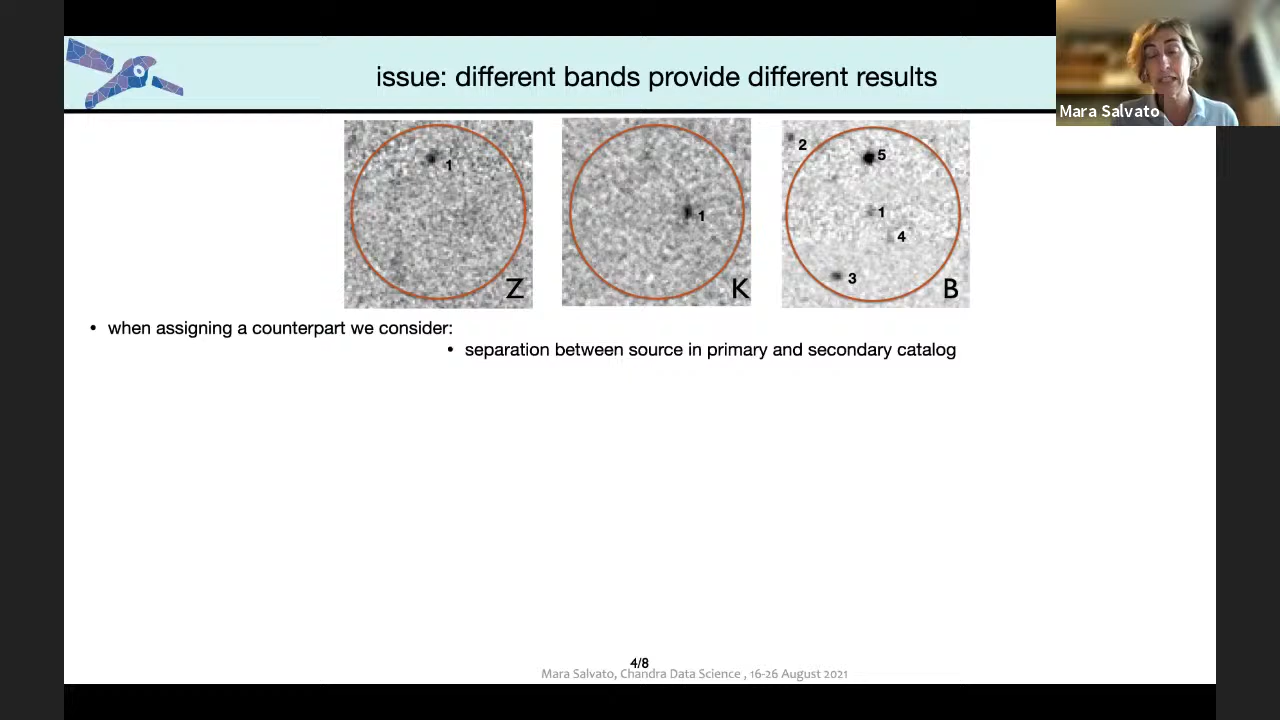 issue: different bands provide different results
Mara Salvato
1
Z
1
K
2
5
1
4
3
B
• when assigning a counterpart we consider:
• separation between source in primary and secondary catalog
4/8
Mara Salvato, Chandra Data Science , 16-26 August 2021